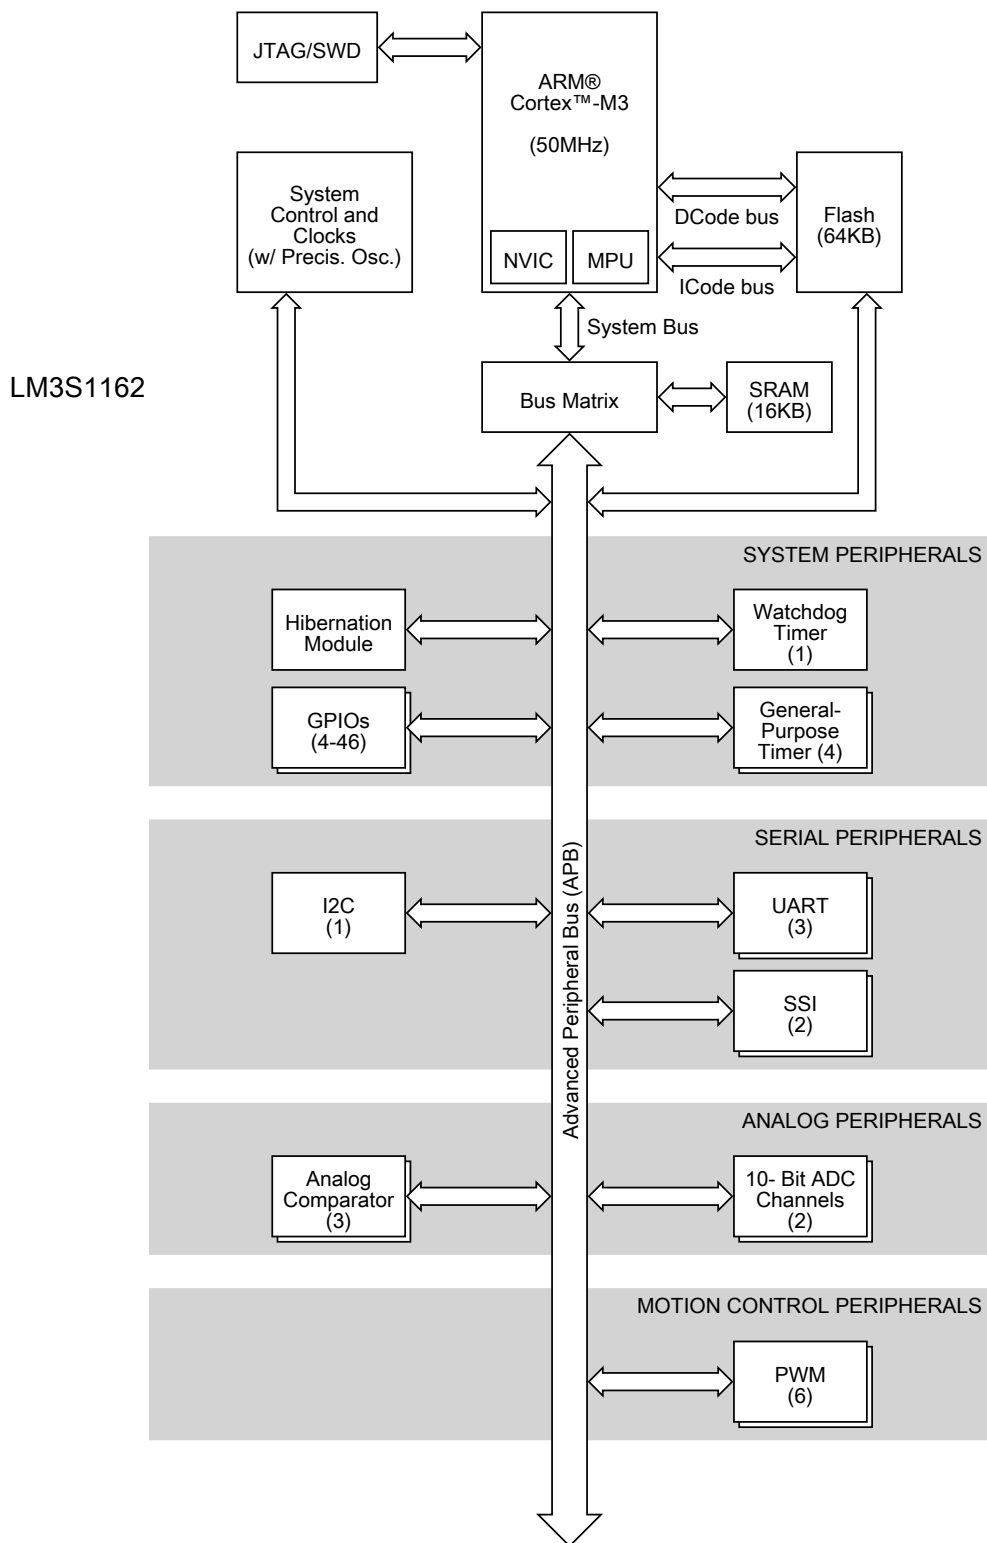 JTAG/SWD
ARM®
Cortex™-M3
(50MHz)
NVIC
MPU
System
Control and
Clocks
(w/ Precis. Osc.)
DCode bus
ICode bus
Flash
(64KB)
System Bus
LM3S1162
Bus Matrix
SRAM
(16KB)
SYSTEM PERIPHERALS
Hibernation
Module
Watchdog
Timer
(1)
GPIOs
(4-46)
General-
Purpose
Timer (4)
Advanced Peripheral Bus (APB)
SERIAL PERIPHERALS
I2C
(1)
UART
(3)
SSI
(2)
ANALOG PERIPHERALS
Analog
Comparator
(3)
10- Bit ADC
Channels
(2)
MOTION CONTROL PERIPHERALS
PWM
(6)